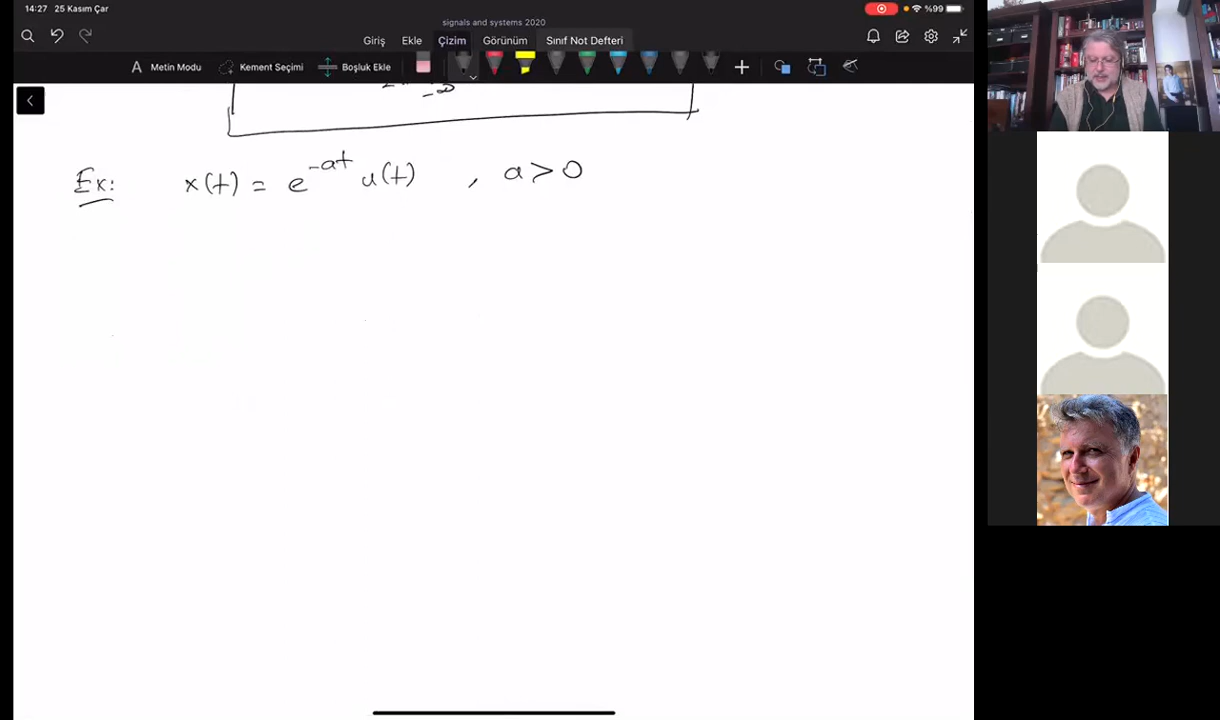 14:27 25 Kasım Çar
%99
signals and systems 2020
Giriş Ekle Çizim Görünüm Sınıf Not Defteri
Metin Modu Kement Seçimi Boşluk Ekle
-∞
Ex: x(t) = e^{-at} u(t) , a > 0